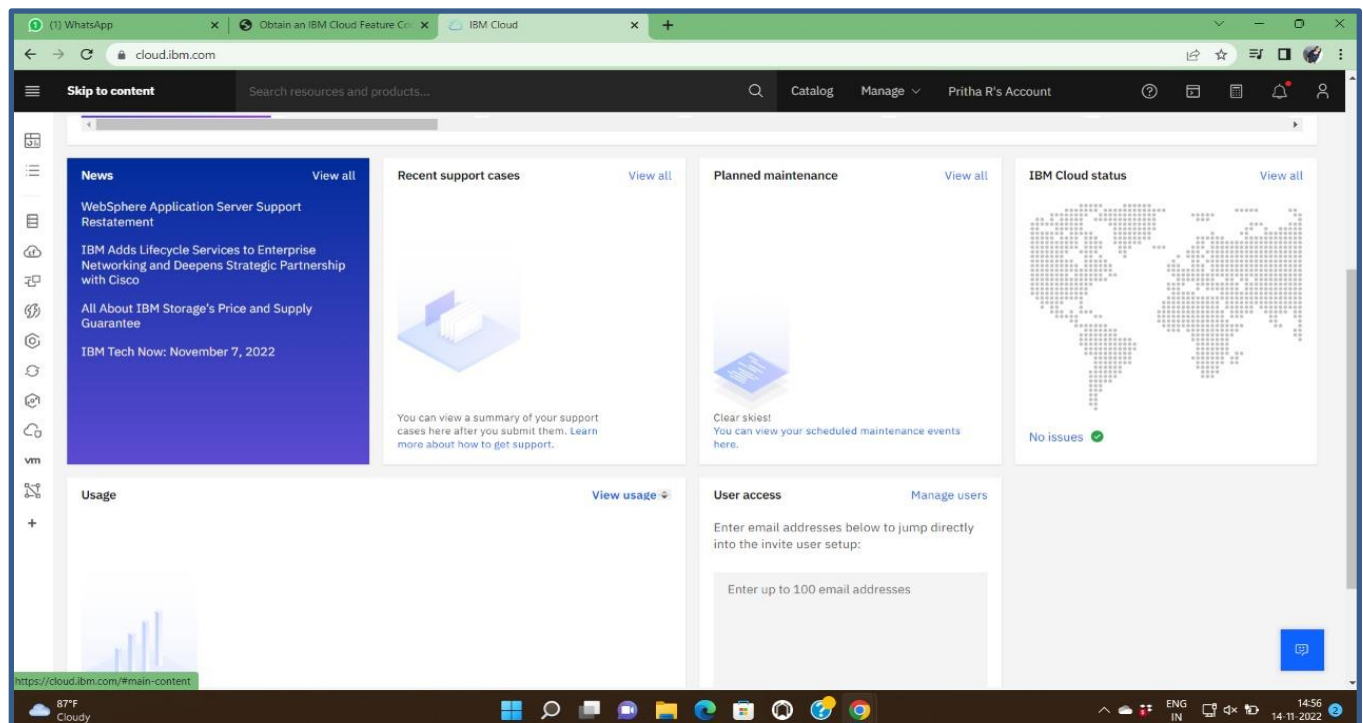 (1) WhatsApp
Obtain an IBM Cloud Feature Co
IBM Cloud
cloud.ibm.com
Skip to content
Search resources and products...
Catalog
Manage
Pritha R's Account
News
View all
WebSphere Application Server Support
Restatement
IBM Adds Lifecycle Services to Enterprise
Networking and Deepens Strategic Partnership
with Cisco
All About IBM Storage's Price and Supply
Guarantee
IBM Tech Now: November 7, 2022
Recent support cases
View all
You can view a summary of your support
cases here after you submit them. Learn
more about how to get support.
Planned maintenance
View all
Clear skies!
You can view your scheduled maintenance events
here.
IBM Cloud status
View all
No issues
vm
Usage
View usage
User access
Manage users
Enter email addresses below to jump directly
into the invite user setup:
Enter up to 100 email addresses
https://cloud.ibm.com/#main-content
87°F
Cloudy
ENG
IN
14:56
14-11-2022
2